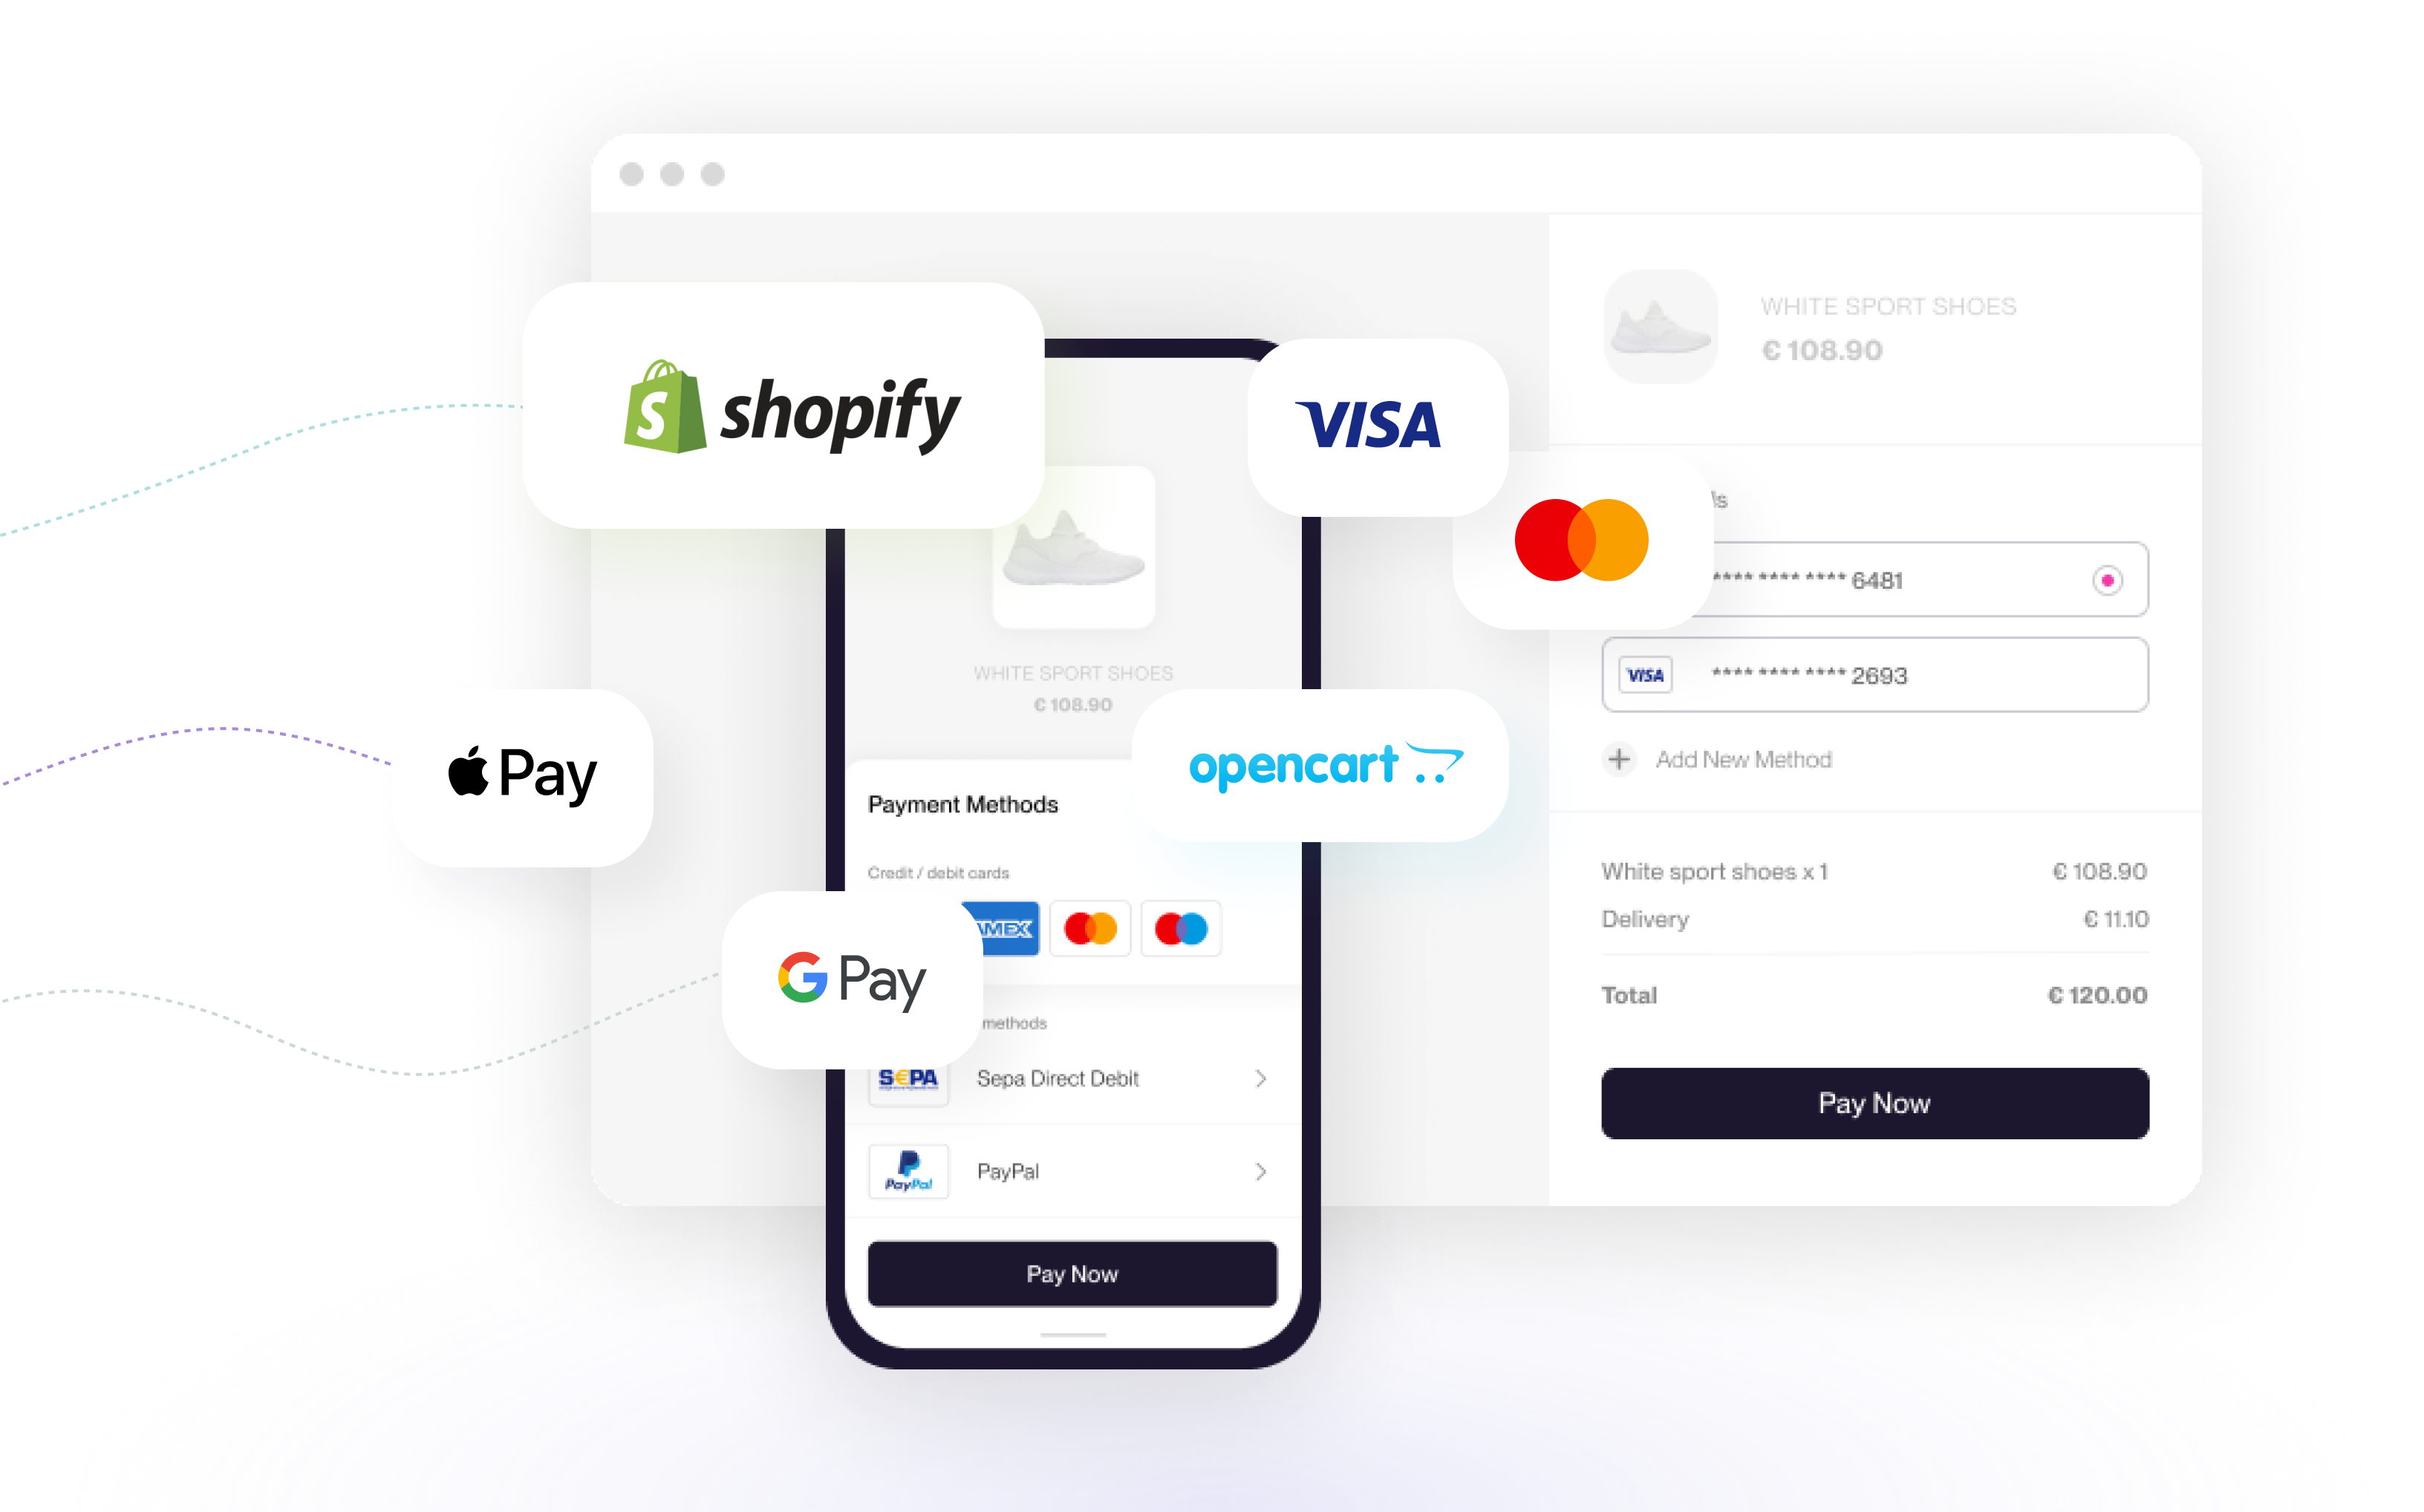 shopify
VISA
WHITE SPORT SHOES
€ 108.90
**** **** **** 6481
VISA
**** **** **** 2693
Add New Method
White sport shoes x 1
€ 108.90
Delivery
€ 11.10
Total
€ 120.00
Pay Now
WHITE SPORT SHOES
€ 108.90
Pay
opencart
Payment Methods
Credit / debit cards
G Pay
methods
SEPA
Sepa Direct Debit
PayPal
PayPal
Pay Now